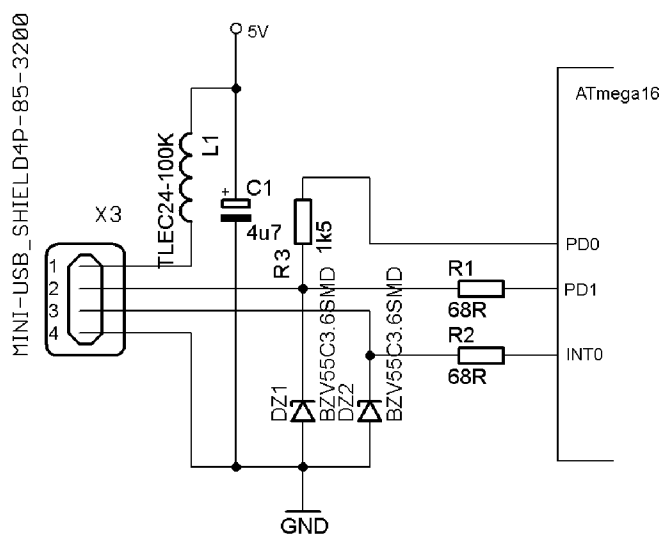 5V
MINI-USB_SHIELD4P-85-3200
ATmega16
L1
TLEC24-100K
C1
4u7
X3
1k5
R3
PD0
1
2
3
4
R1
68R
PD1
R2
68R
INT0
DZ1
BZV55C3.6SMD
DZ2
BZV55C3.6SMD
+
GND